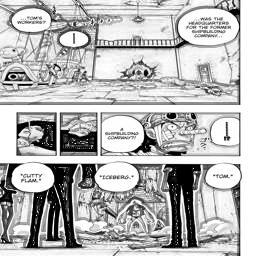 ...WAS THE
HEADQUARTERS
FOR THE FORMER
SHIPBUILDING
COMPANY...
!
...TOM'S
WORKERS?
!!
A
SHIPBUILDING
COMPANY?!
"TOM."
"ICEBERG."
"CUTTY
FLAM."